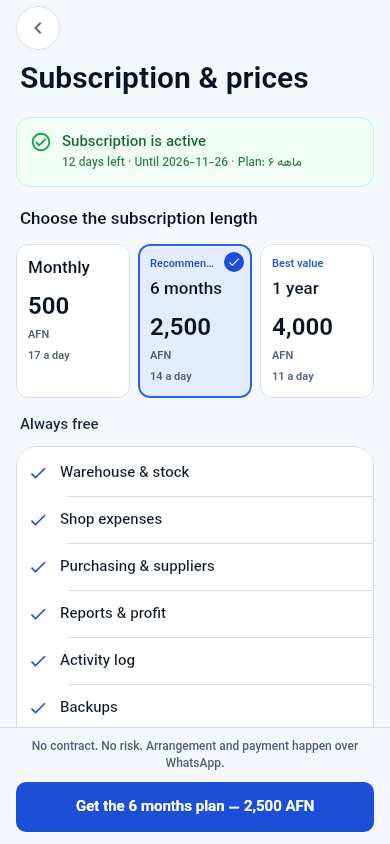 Subscription & prices
Subscription is active
12 days left · Until 2026-11-26 · Plan: ۶ ماهه
Choose the subscription length
Monthly
500
AFN
17 a day
Recommen...
6 months
2,500
AFN
14 a day
Best value
1 year
4,000
AFN
11 a day
Always free
Warehouse & stock
Shop expenses
Purchasing & suppliers
Reports & profit
Activity log
Backups
No contract. No risk. Arrangement and payment happen over
WhatsApp.
Get the 6 months plan — 2,500 AFN